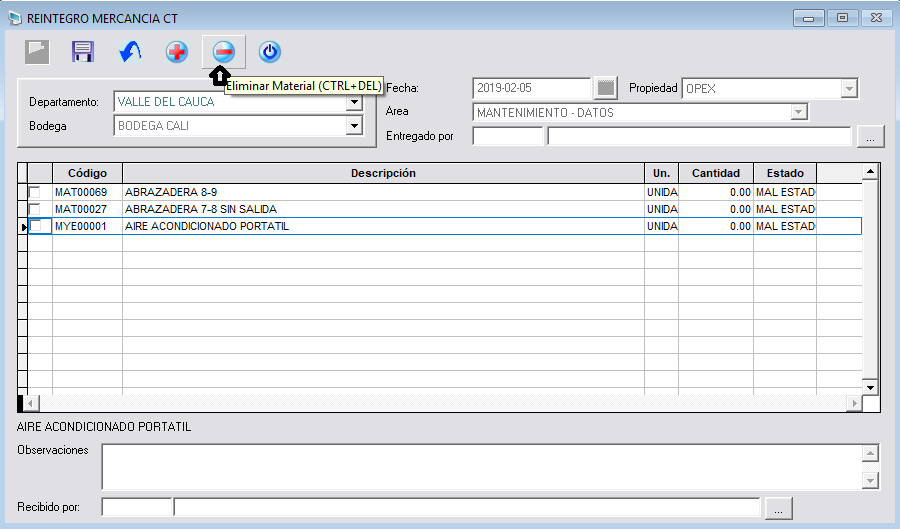 REINTEGRO MERCANCIA CT
Eliminar Material (CTRL+DEL)
Departamento: VALLE DEL CAUCA
Bodega BODEGA CALI
Fecha: 2019-02-05 Propiedad OPEX
Area MANTENIMIENTO - DATOS
Entregado por ...
Código Descripción Un. Cantidad Estado
MAT00069 ABRAZADERA 8-9 UNIDA 0.00 MAL ESTAD
MAT00027 ABRAZADERA 7-8 SIN SALIDA UNIDA 0.00 MAL ESTAD
MYE00001 AIRE ACONDICIONADO PORTATIL UNIDA 0.00 MAL ESTAD
AIRE ACONDICIONADO PORTATIL
Observaciones
Recibido por: ...